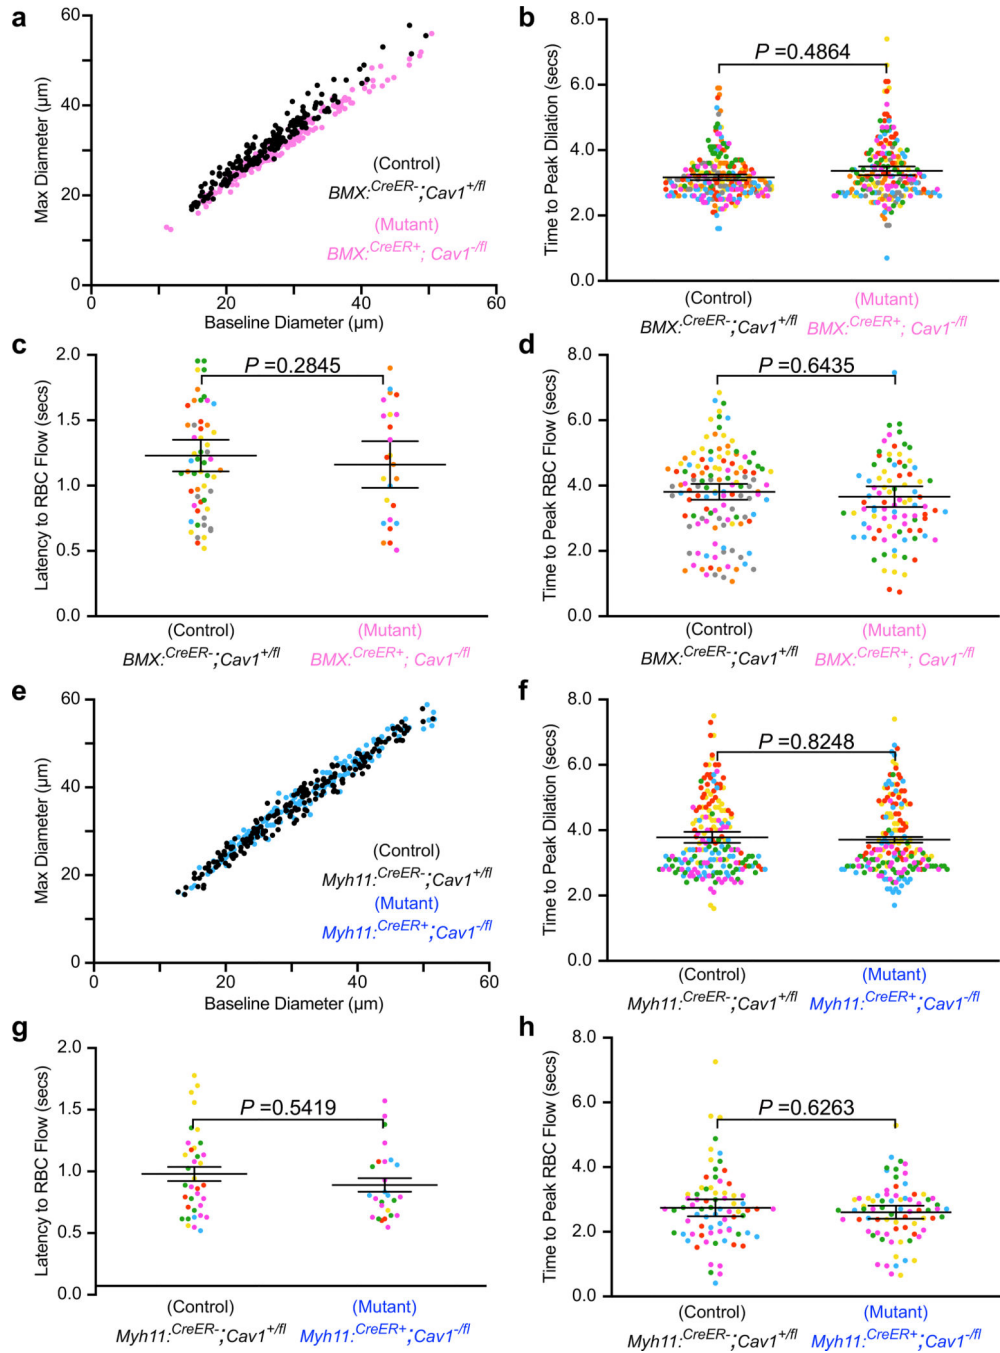 a
60
40
20
0
Max Diameter (µm)
0
20
40
60
Baseline Diameter (µm)
(Control)
BMX:CreER-;Cav1+/fl
(Mutant)
BMX:CreER+; Cav1-/fl
b
8.0
6.0
4.0
2.0
0.0
Time to Peak Dilation (secs)
P =0.4864
(Control)
BMX:CreER-;Cav1+/fl
(Mutant)
BMX:CreER+; Cav1-/fl
c
2.0
1.5
1.0
0.5
0.0
Latency to RBC Flow (secs)
P =0.2845
(Control)
BMX:CreER-;Cav1+/fl
(Mutant)
BMX:CreER+; Cav1-/fl
d
8.0
6.0
4.0
2.0
0.0
Time to Peak RBC Flow (secs)
P =0.6435
(Control)
BMX:CreER-;Cav1+/fl
(Mutant)
BMX:CreER+; Cav1-/fl
e
60
40
20
0
Max Diameter (µm)
0
20
40
60
Baseline Diameter (µm)
(Control)
Myh11:CreER-;Cav1+/fl
(Mutant)
Myh11:CreER+;Cav1-/fl
f
8.0
6.0
4.0
2.0
0.0
Time to Peak Dilation (secs)
P =0.8248
(Control)
Myh11:CreER-;Cav1+/fl
(Mutant)
Myh11:CreER+;Cav1-/fl
g
2.0
1.5
1.0
0.5
0.0
Latency to RBC Flow (secs)
P =0.5419
(Control)
Myh11:CreER-;Cav1+/fl
(Mutant)
Myh11:CreER+;Cav1-/fl
h
8.0
6.0
4.0
2.0
0.0
Time to Peak RBC Flow (secs)
P =0.6263
(Control)
Myh11:CreER-;Cav1+/fl
(Mutant)
Myh11:CreER+;Cav1-/fl